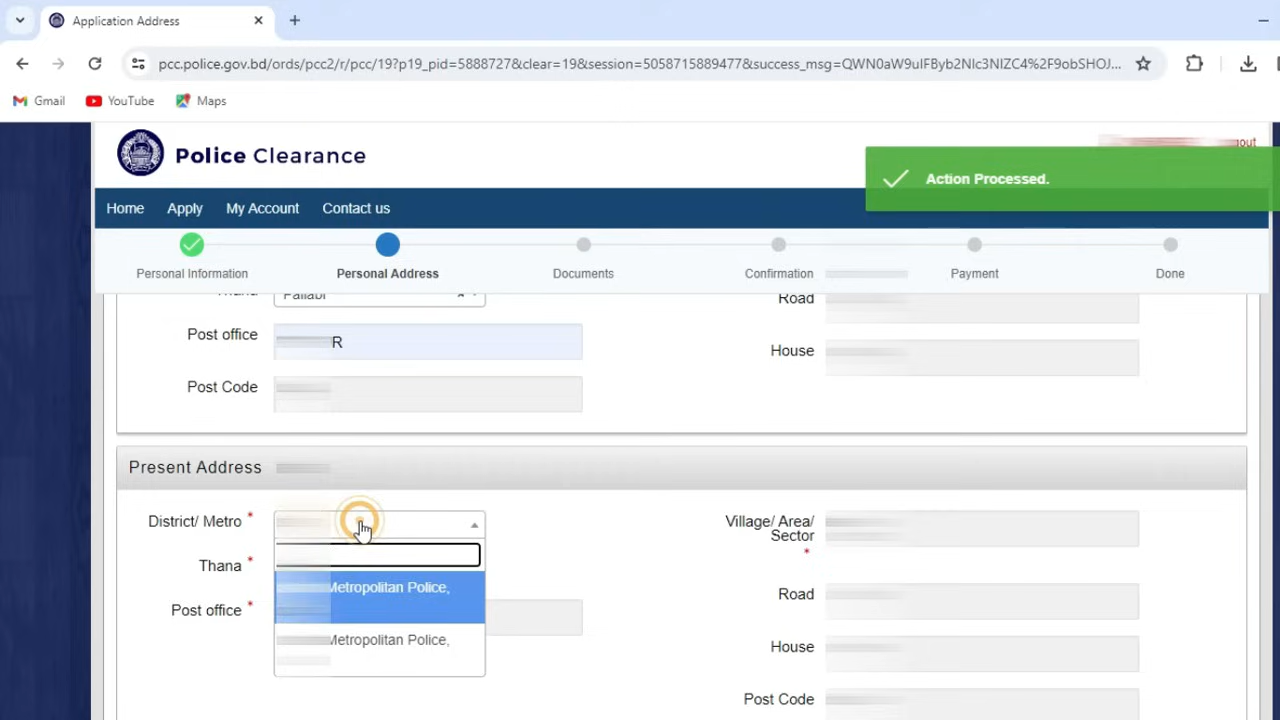 Application Address
pcc.police.gov.bd/ords/pcc2/r/pcc/19?p19_pid=5888727&clear=19&session=5058715889477&success_msg=QWN0aW9uIFByb2Nlc3NlZC4%2F9obSHOJ...
Gmail YouTube Maps
Police Clearance
Action Processed.
Home Apply My Account Contact us
Personal Information Personal Address Documents Confirmation Payment Done
Pallabi Road
Post office R
House
Post Code
Present Address
District/ Metro * Village/ Area/
Sector
*
Thana *
Metropolitan Police,
Road
Post office *
Metropolitan Police,
House
Post Code